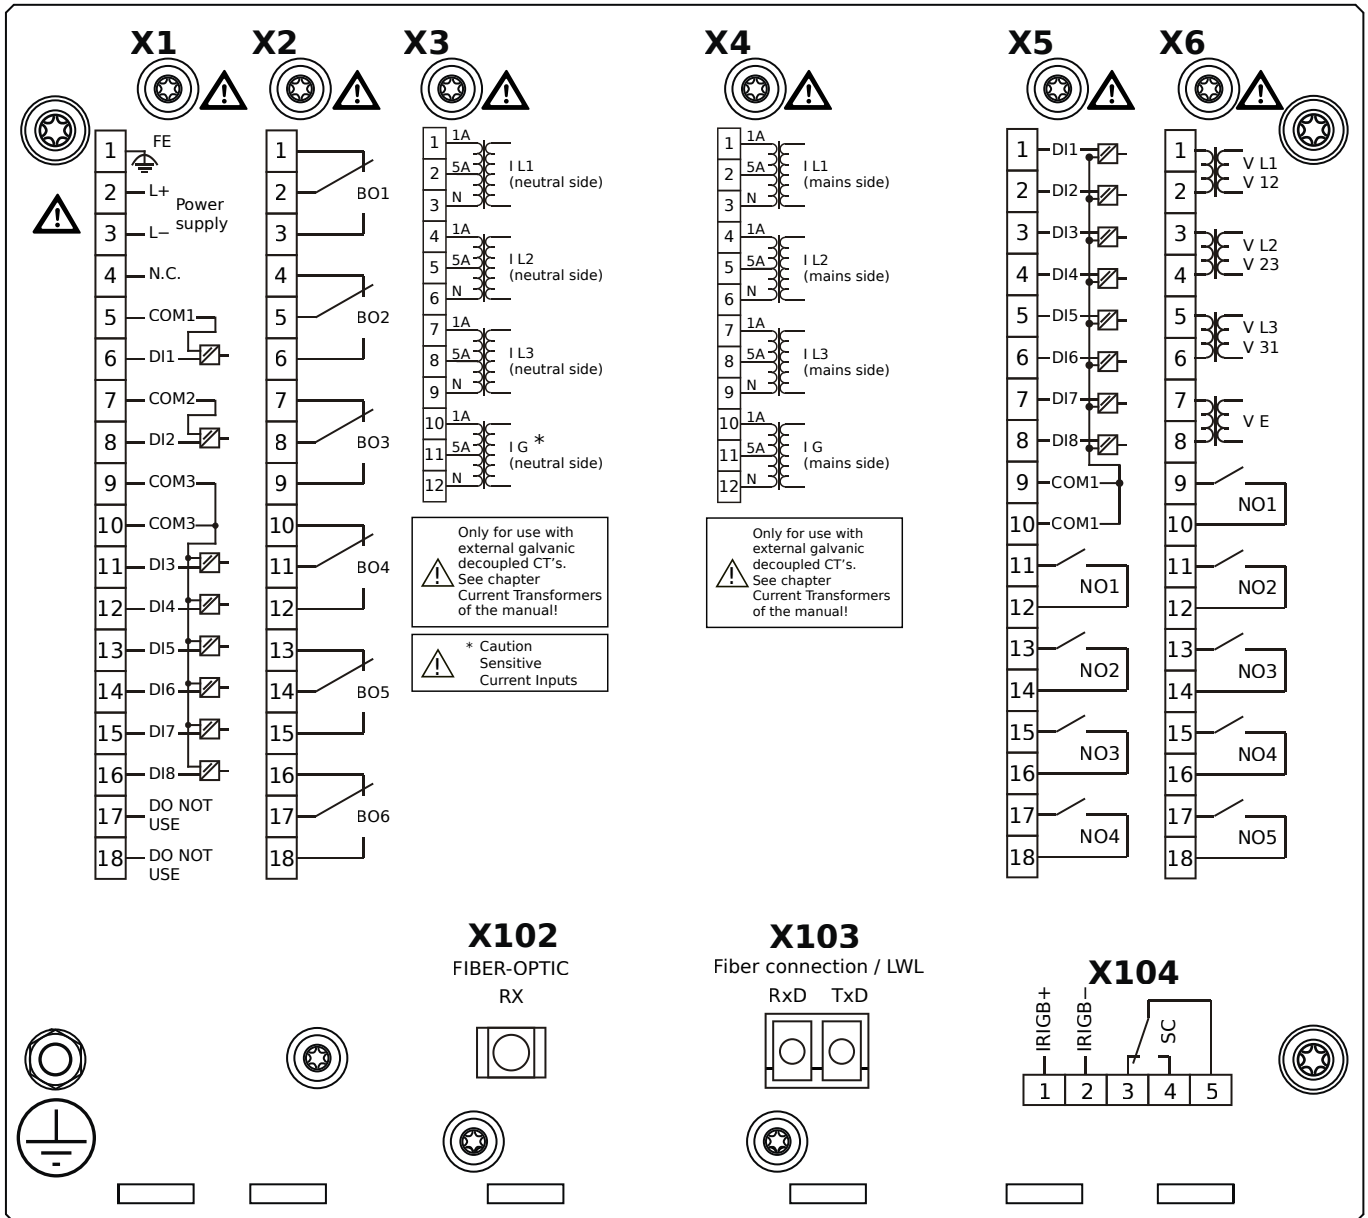 X1 X2 X3 X4 X5 X6
1 FE
2 L+
Power
supply
3 L−
4 N.C.
5 COM1
6 DI1
7 COM2
8 DI2
9 COM3
10 COM3
11 DI3
12 DI4
13 DI5
14 DI6
15 DI7
16 DI8
17 DO NOT
USE
18 DO NOT
USE
1
2 BO1
3
4
5 BO2
6
7
8 BO3
9
10
11 BO4
12
13
14 BO5
15
16
17 BO6
18
1 1A
2 5A I L1
(neutral side)
3 N
4 1A
5 5A I L2
(neutral side)
6 N
7 1A
8 5A I L3
(neutral side)
9 N
10 1A
11 5A I G *
(neutral side)
12 N
Only for use with
external galvanic
decoupled CT's.
See chapter
Current Transformers
of the manual!
* Caution
Sensitive
Current Inputs
1 1A
2 5A I L1
(mains side)
3 N
4 1A
5 5A I L2
(mains side)
6 N
7 1A
8 5A I L3
(mains side)
9 N
10 1A
11 5A I G
(mains side)
12 N
Only for use with
external galvanic
decoupled CT's.
See chapter
Current Transformers
of the manual!
1 DI1
2 DI2
3 DI3
4 DI4
5 DI5
6 DI6
7 DI7
8 DI8
9 COM1
10 COM1
11
NO1
12
13
NO2
14
15
NO3
16
17
NO4
18
1 V L1
2 V 12
3 V L2
4 V 23
5 V L3
6 V 31
7
V E
8
9
NO1
10
11
NO2
12
13
NO3
14
15
NO4
16
17
NO5
18
X102
FIBER-OPTIC
RX
X103
Fiber connection / LWL
RxD TxD
X104
IRIGB+
IRIGB−
SC
1 2 3 4 5